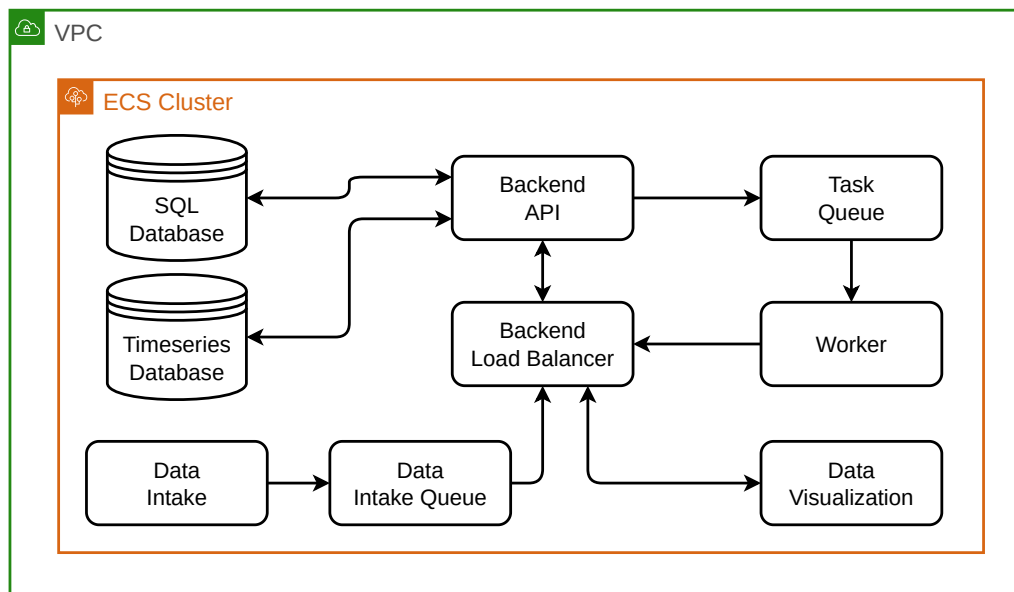 VPC
ECS Cluster
SQL
Database
Backend
API
Task
Queue
Timeseries
Database
Backend
Load Balancer
Worker
Data
Intake
Data
Intake Queue
Data
Visualization